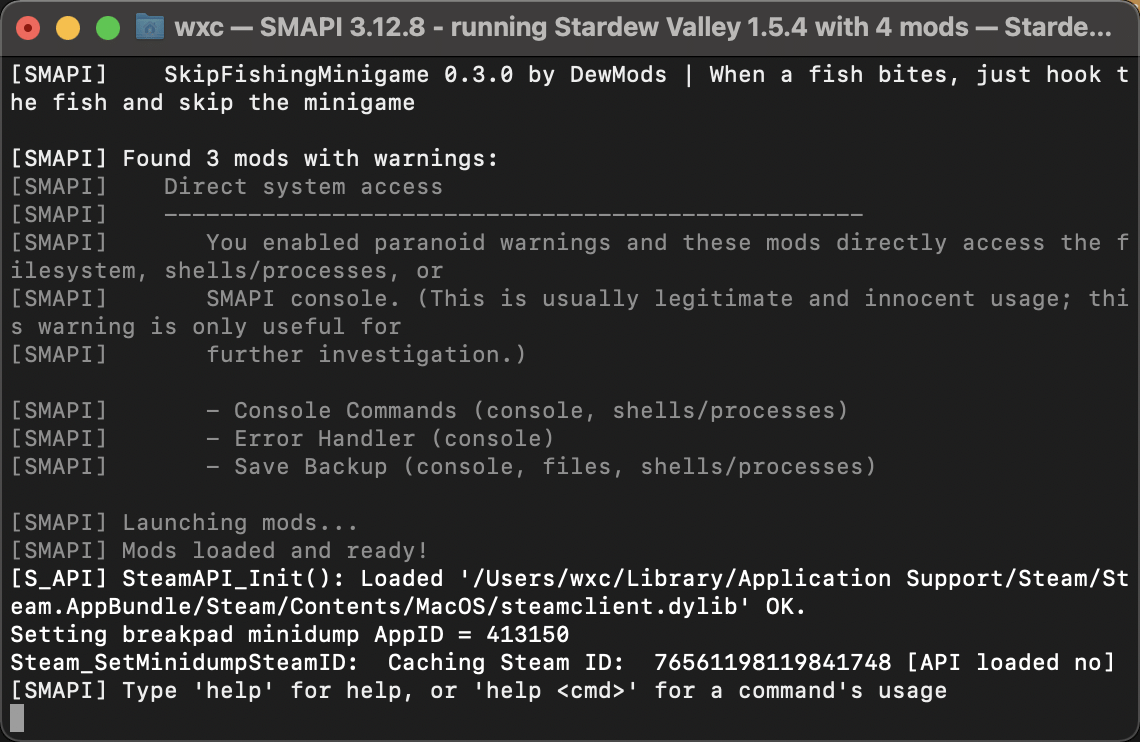 wxc — SMAPI 3.12.8 - running Stardew Valley 1.5.4 with 4 mods — Starde...
[SMAPI]    SkipFishingMinigame 0.3.0 by DewMods | When a fish bites, just hook t
he fish and skip the minigame
[SMAPI] Found 3 mods with warnings:
[SMAPI]    Direct system access
[SMAPI]    --------------------------------------------------
[SMAPI]       You enabled paranoid warnings and these mods directly access the f
ilesystem, shells/processes, or
[SMAPI]       SMAPI console. (This is usually legitimate and innocent usage; thi
s warning is only useful for
[SMAPI]       further investigation.)
[SMAPI]       - Console Commands (console, shells/processes)
[SMAPI]       - Error Handler (console)
[SMAPI]       - Save Backup (console, files, shells/processes)
[SMAPI] Launching mods...
[SMAPI] Mods loaded and ready!
[S_API] SteamAPI_Init(): Loaded '/Users/wxc/Library/Application Support/Steam/St
eam.AppBundle/Steam/Contents/MacOS/steamclient.dylib' OK.
Setting breakpad minidump AppID = 413150
Steam_SetMinidumpSteamID:  Caching Steam ID:  76561198119841748 [API loaded no]
[SMAPI] Type 'help' for help, or 'help <cmd>' for a command's usage